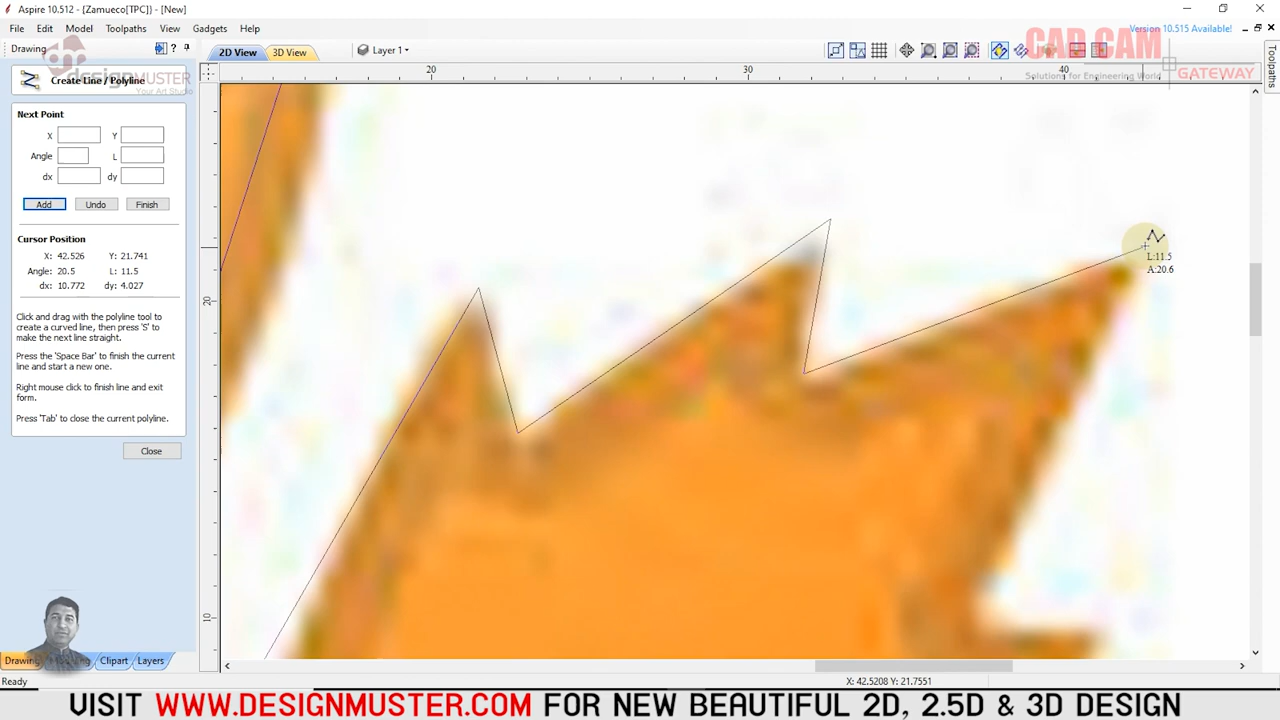 Aspire 10.512 - {Zamueco[TPC]} - [New]
File Edit Model Toolpaths View Gadgets Help
Version 10.515 Available!
Drawing
?
2D View 3D View Layer 1
CAD CAM
Solutions for Engineering World
GATEWAY
Toolpaths
designMUSTER
Your Art Studio
Create Line / Polyline
20 30 40
20
10
Next Point
X Y
Angle L
dx dy
Add Undo Finish
Cursor Position
X: 42.526 Y: 21.741
Angle: 20.5 L: 11.5
dx: 10.772 dy: 4.027
Click and drag with the polyline tool to
create a curved line, then press 'S' to
make the next line straight.
Press the 'Space Bar' to finish the current
line and start a new one.
Right mouse click to finish line and exit
form.
Press 'Tab' to close the current polyline.
Close
L:11.5
A:20.6
Drawing Clipart Layers
Ready
X: 42.5208 Y: 21.7551
VISIT WWW.DESIGNMUSTER.COM FOR NEW BEAUTIFUL 2D, 2.5D & 3D DESIGN